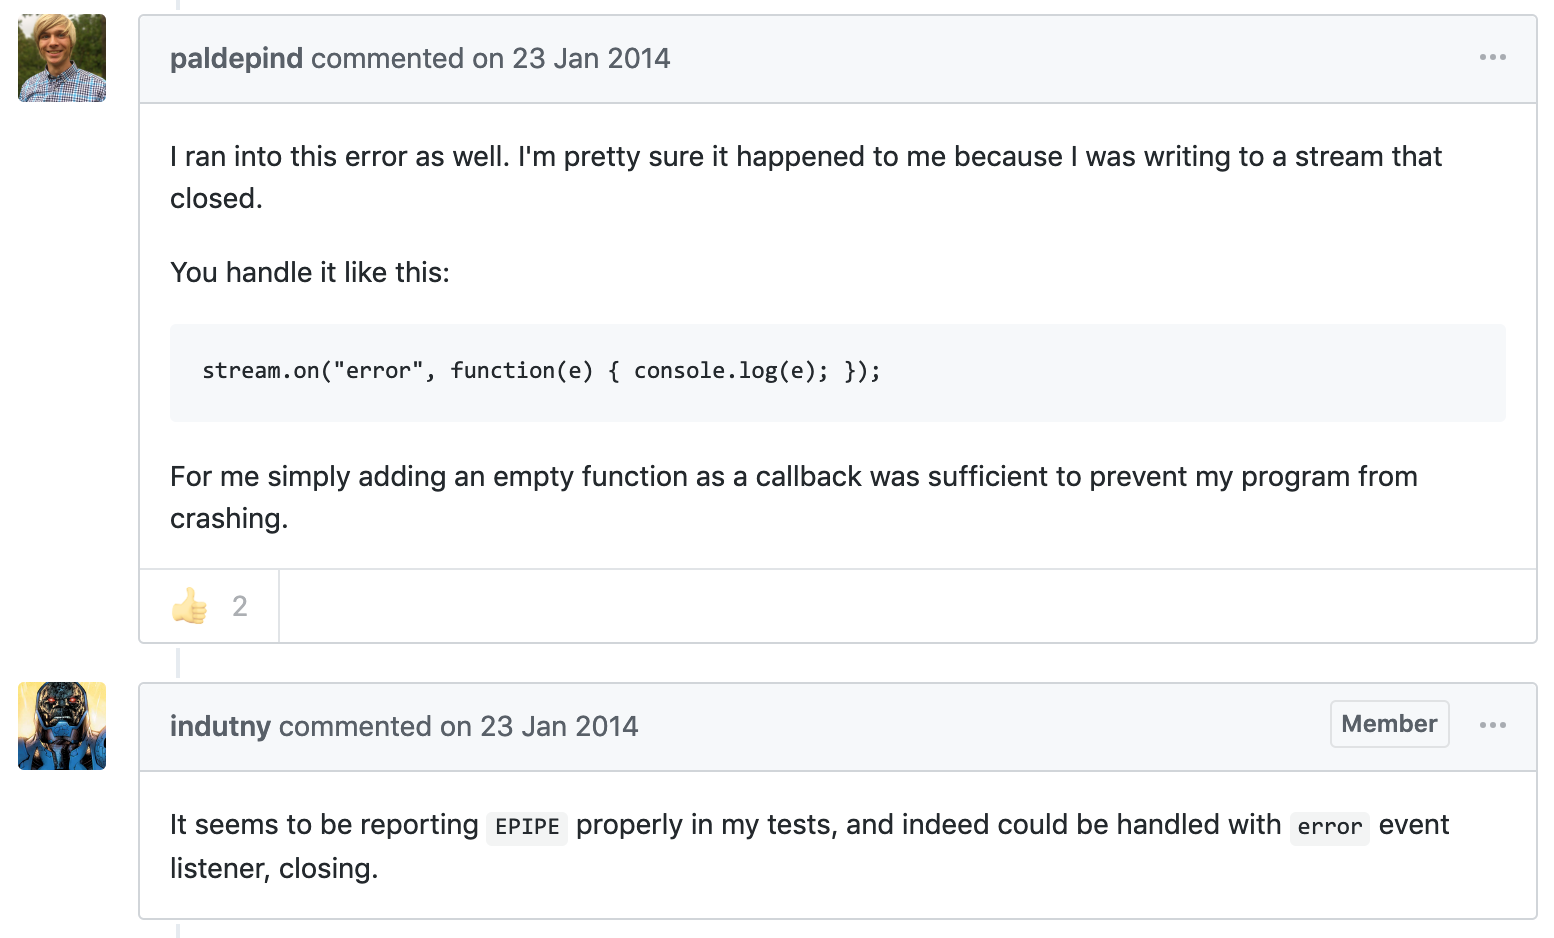 paldepind commented on 23 Jan 2014
I ran into this error as well. I'm pretty sure it happened to me because I was writing to a stream that
closed.
You handle it like this:
stream.on("error", function(e) { console.log(e); });
For me simply adding an empty function as a callback was sufficient to prevent my program from
crashing.
2
indutny commented on 23 Jan 2014 Member
It seems to be reporting EPIPE properly in my tests, and indeed could be handled with error event
listener, closing.